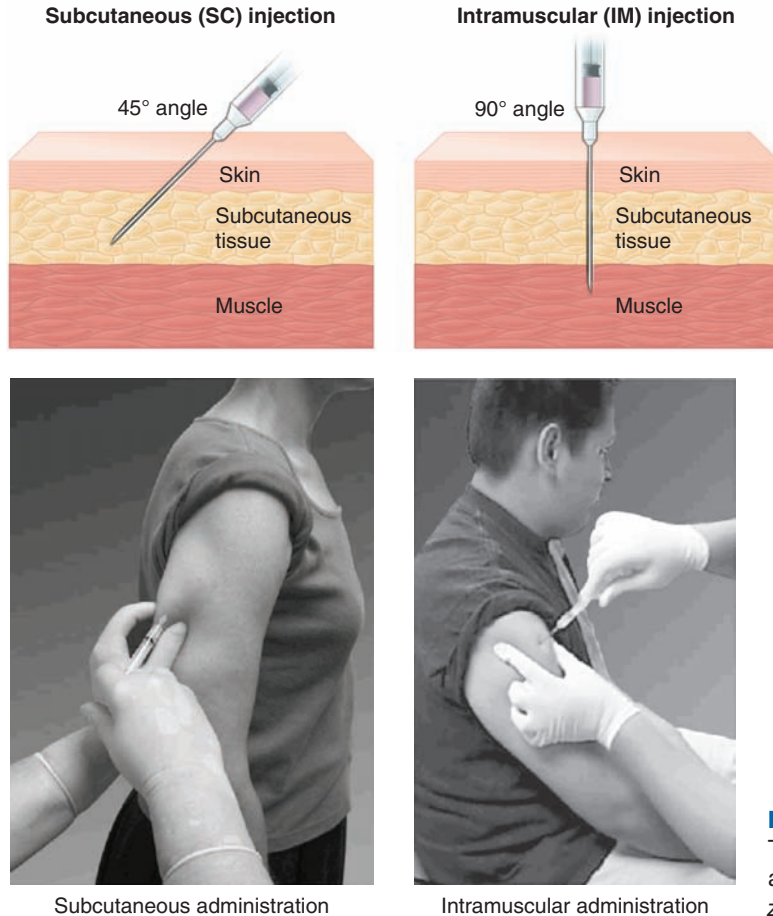 Subcutaneous (SC) injection
45° angle
Skin
Subcutaneous
tissue
Muscle
Intramuscular (IM) injection
90° angle
Skin
Subcutaneous
tissue
Muscle
Subcutaneous administration
Intramuscular administration